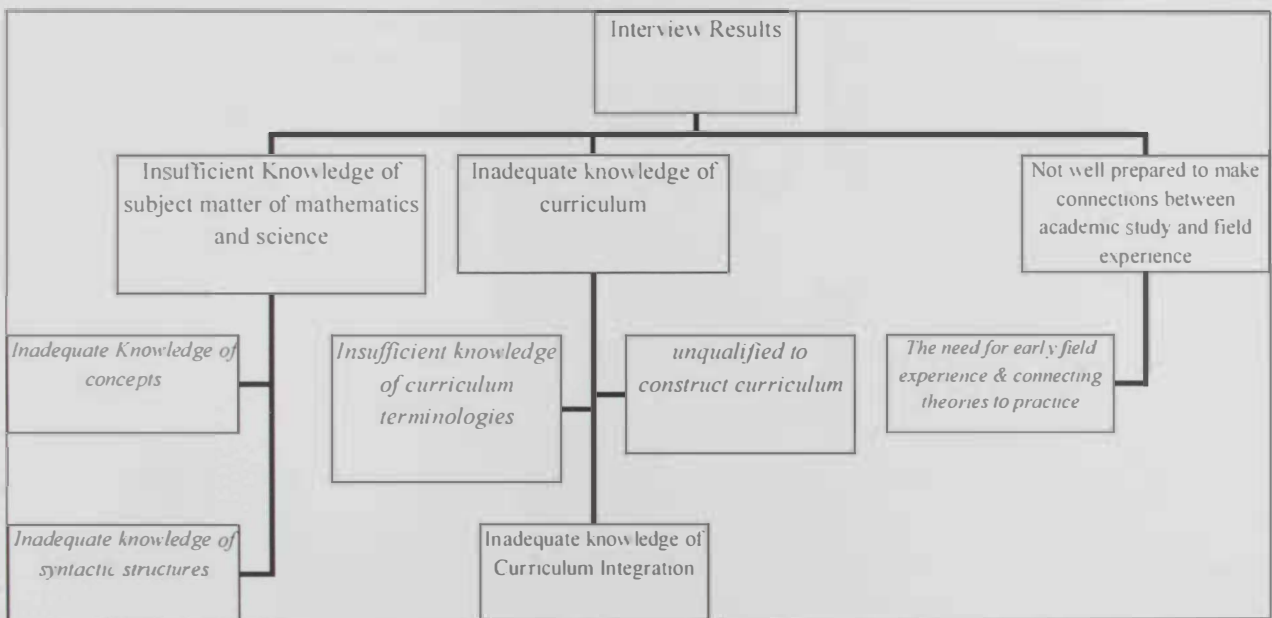 Interview Results
Insufficient Knowledge of
subject matter of mathematics
and science
Inadequate knowledge of
curriculum
Not well prepared to make
connections between
academic study and field
experience
Inadequate Knowledge of
concepts
Insufficient knowledge
of curriculum
terminologies
unqualified to
construct curriculum
The need for early field
experience & connecting
theories to practice
Inadequate knowledge of
syntactic structures
Inadequate knowledge of
Curriculum Integration